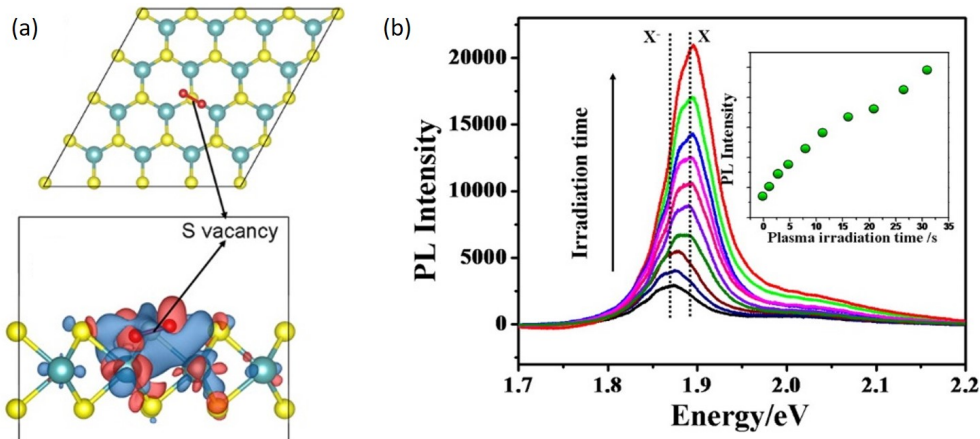 (a)
S vacancy
(b)
PL Intensity
20000
15000
10000
5000
0
1.7
1.8
1.9
2.0
2.1
2.2
Energy/eV
Irradiation time
X-
X
PL Intensity
0
5
10
15
20
25
30
35
Plasma irradiation time /s